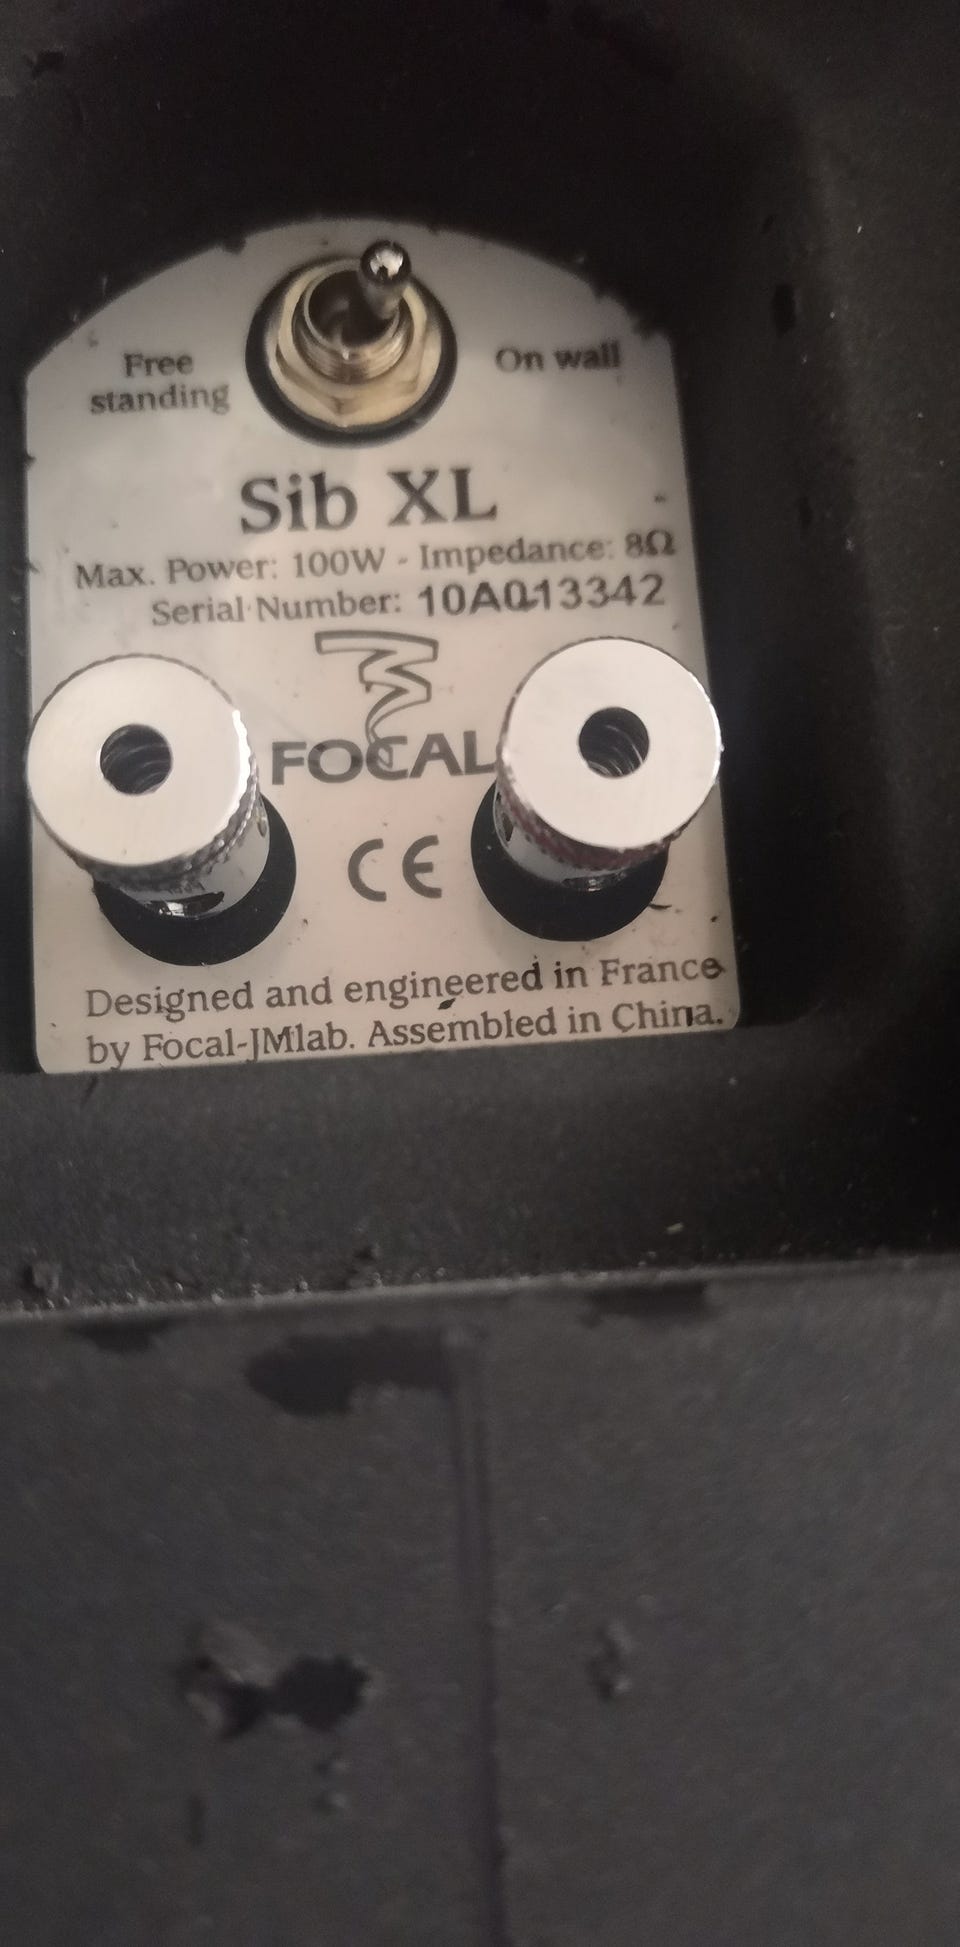 Free standing
On wall
Sib XL
Max. Power: 100W - Impedance: 8Ω
Serial Number: 10A013342
FOCAL
CE
Designed and engineered in France
by Focal-JMlab. Assembled in China.